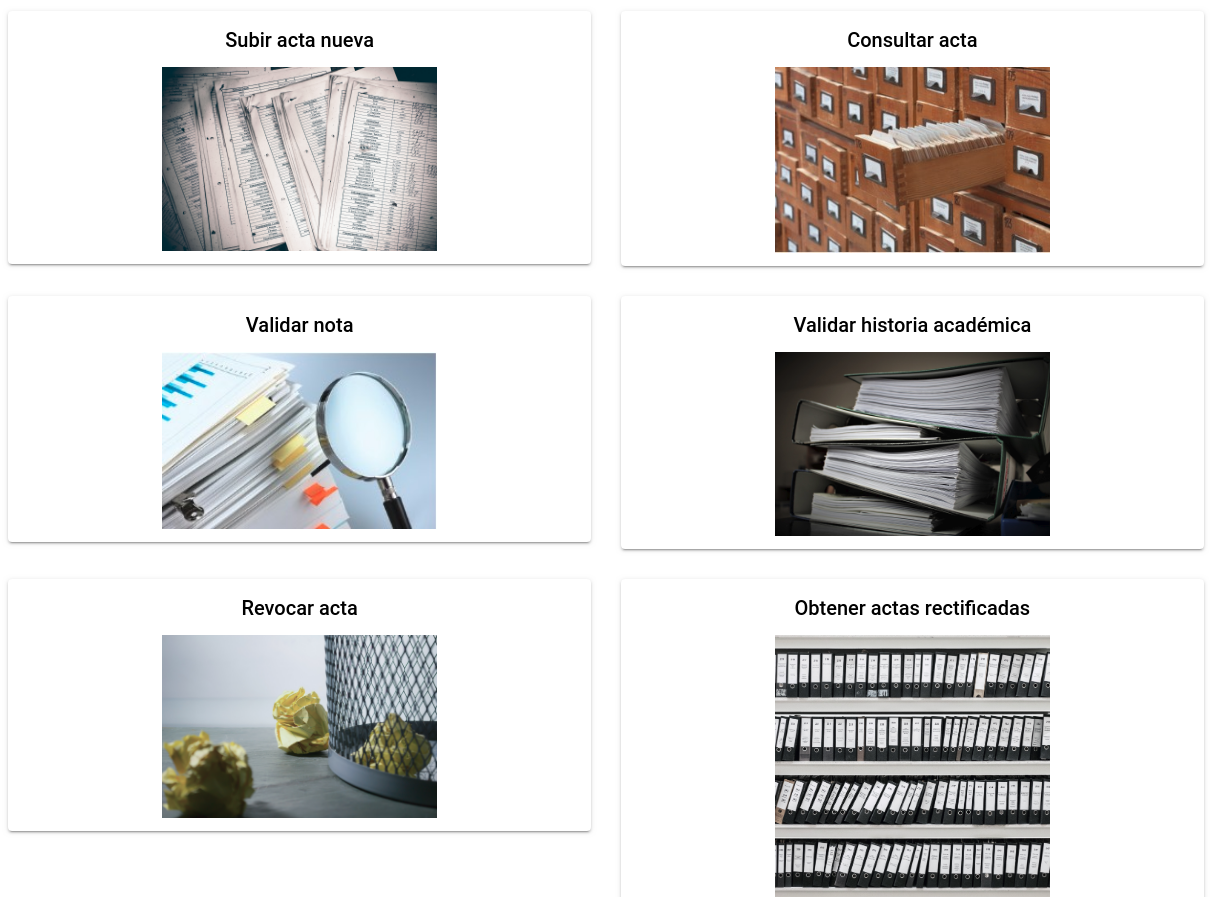 Subir acta nueva
Consultar acta
Validar nota
Validar historia académica
Revocar acta
Obtener actas rectificadas